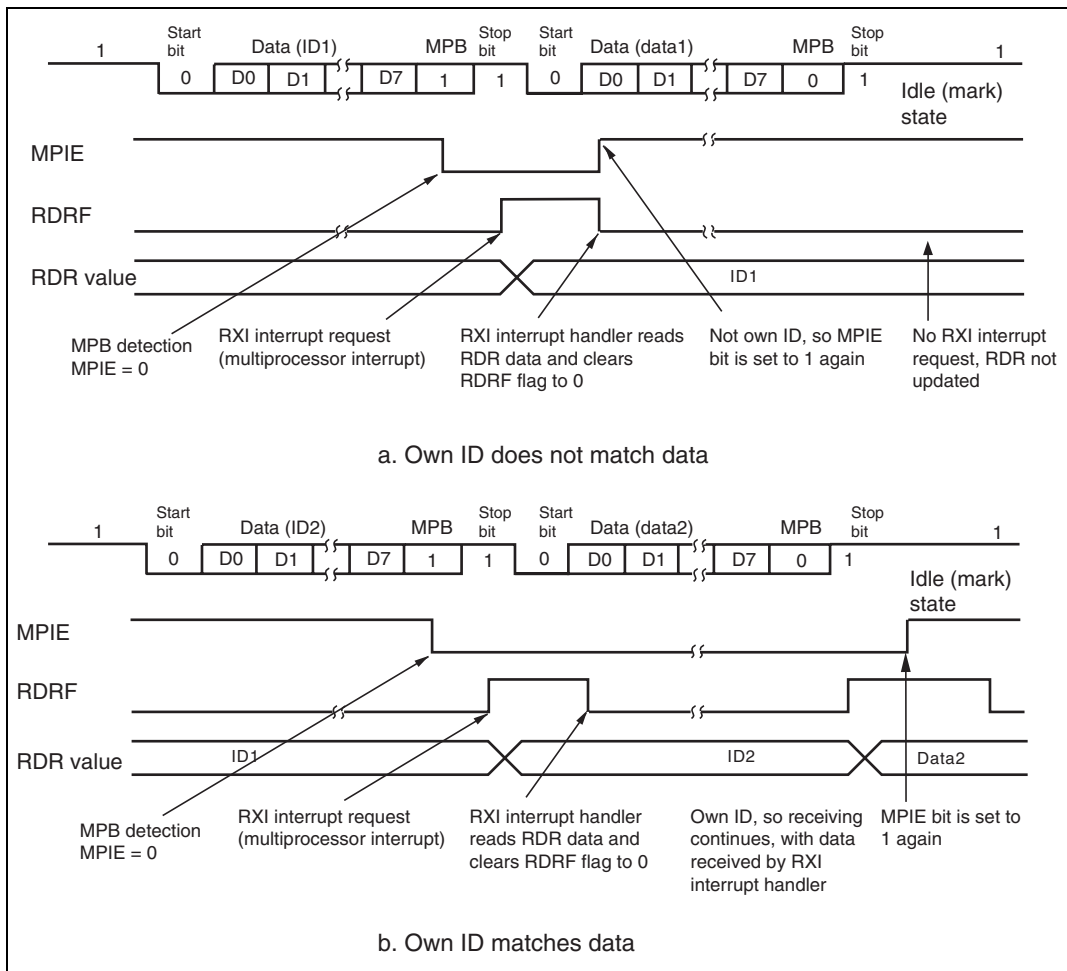 1 Start bit Data (ID1) MPB Stop bit Start bit Data (data1) MPB Stop bit 1
0 D0 D1 D7 1 1 0 D0 D1 D7 0 1
Idle (mark) state
MPIE
RDRF
RDR value
ID1
MPB detection
MPIE = 0
RXI interrupt request
(multiprocessor interrupt)
RXI interrupt handler reads
RDR data and clears
RDRF flag to 0
Not own ID, so MPIE
bit is set to 1 again
No RXI interrupt
request, RDR not
updated
a. Own ID does not match data
1 Start bit Data (ID2) MPB Stop bit Start bit Data (data2) MPB Stop bit 1
0 D0 D1 D7 1 1 0 D0 D1 D7 0 1
Idle (mark) state
MPIE
RDRF
RDR value
ID1 ID2 Data2
MPB detection
MPIE = 0
RXI interrupt request
(multiprocessor interrupt)
RXI interrupt handler
reads RDR data and
clears RDRF flag to 0
Own ID, so receiving
continues, with data
received by RXI
interrupt handler
MPIE bit is set to
1 again
b. Own ID matches data